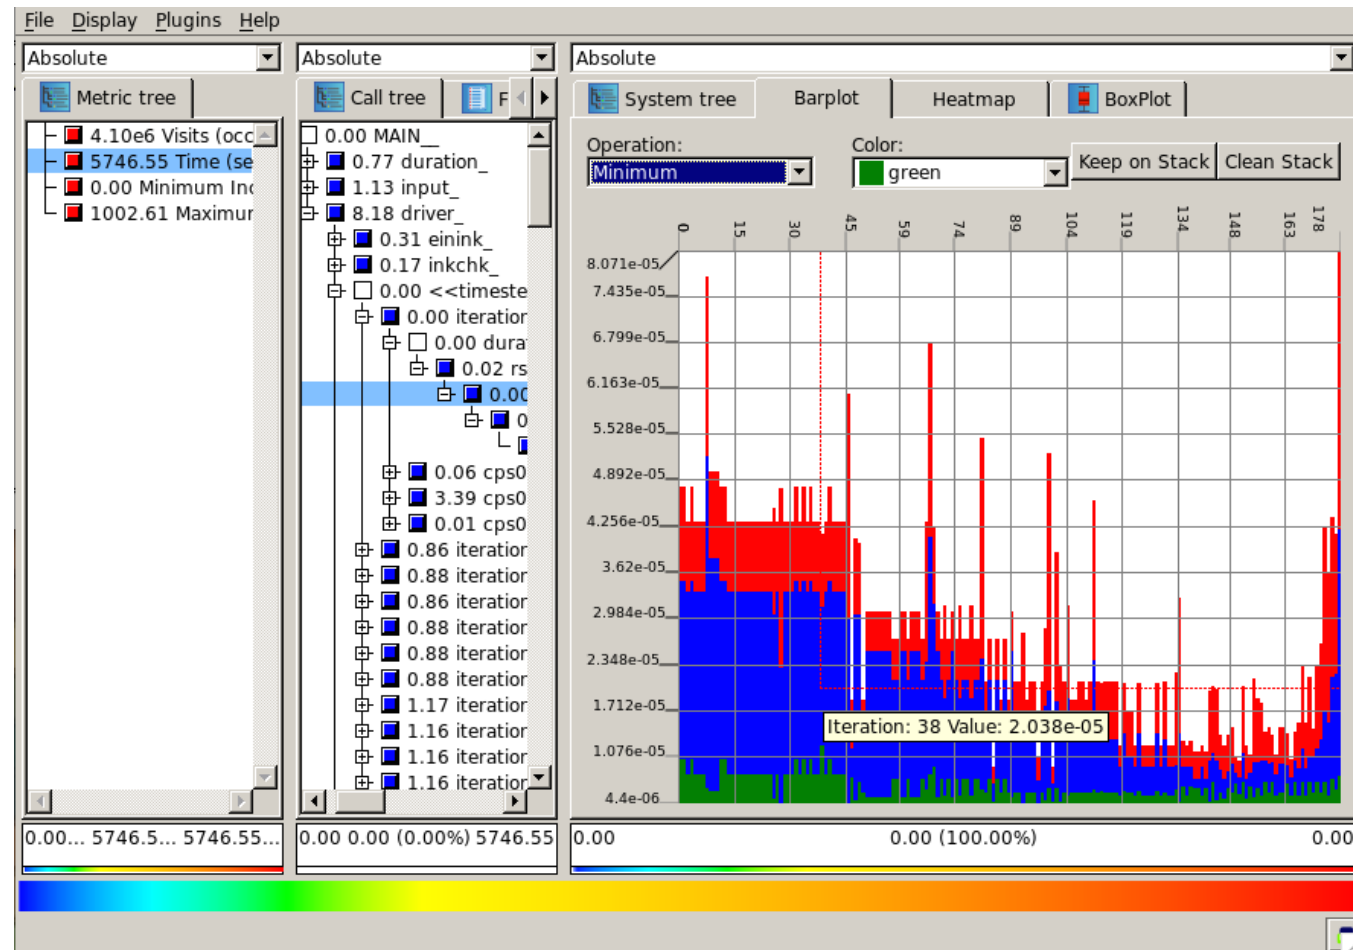 File Display Plugins Help
Absolute
Absolute
Absolute
Metric tree
Call tree
F
System tree
Barplot
Heatmap
BoxPlot
4.10e6 Visits (occ
5746.55 Time (se
0.00 Minimum Inc
1002.61 Maximur
0.00 MAIN__
0.77 duration_
1.13 input_
8.18 driver_
0.31 einink_
0.17 inkchk_
0.00 <<timeste
0.00 iteration
0.00 dura
0.02 rs
0.00
0
0.06 cps0
3.39 cps0
0.01 cps0
0.86 iteration
0.88 iteration
0.86 iteration
0.88 iteration
0.88 iteration
0.88 iteration
1.17 iteration
1.16 iteration
1.16 iteration
1.16 iteration
Operation:
Minimum
Color:
green
Keep on Stack
Clean Stack
0 15 30 45 59 74 89 104 119 134 148 163 178
8.071e-05
7.435e-05
6.799e-05
6.163e-05
5.528e-05
4.892e-05
4.256e-05
3.62e-05
2.984e-05
2.348e-05
1.712e-05
1.076e-05
4.4e-06
Iteration: 38 Value: 2.038e-05
0.00... 5746.5... 5746.55...
0.00 0.00 (0.00%) 5746.55
0.00 0.00 (100.00%) 0.00